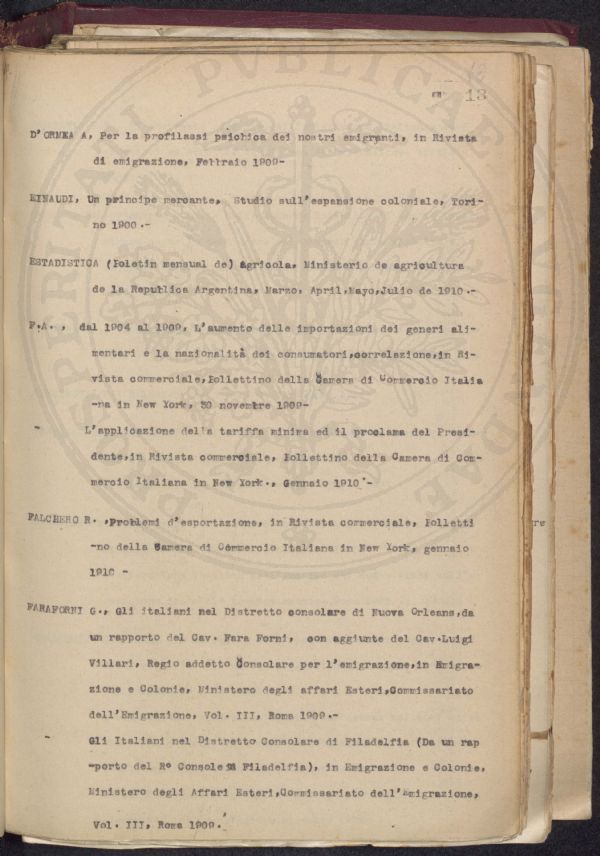 13
D'ORMEA A, Per la profilassi psichica dei nostri emigranti, in Rivista
di emigrazione, Febbraio 1909-
EINAUDI, Un principe mercante, Studio sull'espansione coloniale, Tori-
no 1900.-
ESTADISTICA (Boletin mensual de) agricola, Ministerio de agricultura
de la Republica Argentina, Marzo, April,Mayo,Julio de 1910.-
F.A., dal 1904 al 1909, L'aumento delle importazioni dei generi ali-
mentari e la nazionalità dei consumatori,correlazione,in Ri-
vista commerciale,Bollettino della Camera di Commercio Italia
-na in New York, 30 novembre 1909-
- L'applicazione della tariffa minima ed il proclama del Presi-
dente,in Rivista commerciale, Bollettino della Camera di Com-
mercio Italiana in New York., Gennaio 1910 -
FALCHERO R. ,Problemi d'esportazione, in Rivista commerciale, Bolletti
-no della Camera di Commercio Italiana in New York, gennaio
1910 -
FARAFORNI G., Gli italiani nel Distretto consolare di Nuova Orleans,da
un rapporto del Cav. Fara Forni, con aggiunte del Cav.Luigi
Villari, Regio addetto Consolare per l'emigrazione,in Emigra-
zione e Colonie, Ministero degli affari Esteri,Commissariato
dell'Emigrazione, Vol. III, Roma 1909.-
Gli Italiani nel Distretto Consolare di Filadelfia (Da un rap
-porto del Rº Console di Filadelfia), in Emigrazione e Colonie,
Ministero degli Affari Esteri,Commissariato dell'Emigrazione,
Vol. III, Roma 1909.